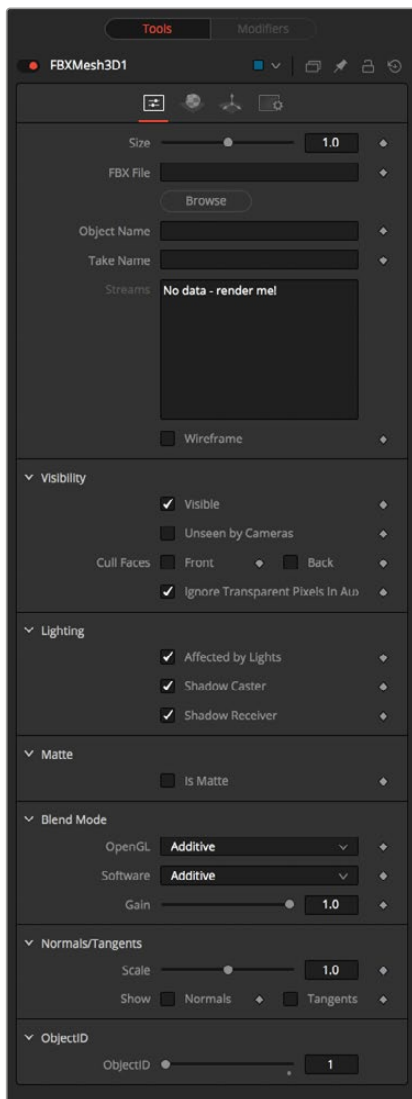 Tools Modifiers
FBXMesh3D1
Size 1.0
FBX File
Browse
Object Name
Take Name
Streams No data - render me!
Wireframe
Visibility
Visible
Unseen by Cameras
Cull Faces Front Back
Ignore Transparent Pixels In Aux
Lighting
Affected by Lights
Shadow Caster
Shadow Receiver
Matte
Is Matte
Blend Mode
OpenGL Additive
Software Additive
Gain 1.0
Normals/Tangents
Scale 1.0
Show Normals Tangents
ObjectID
ObjectID 1